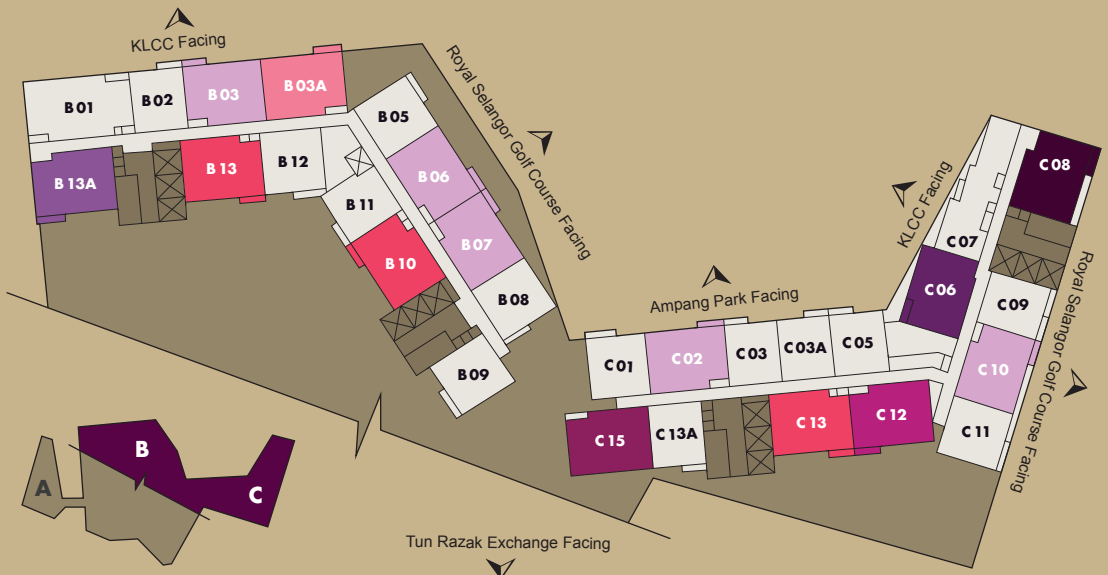 KLCC Facing
B01
B02
B03
B03A
B05
B06
B07
B08
B09
B10
B11
B12
B13
B13A
Royal Selangor Golf Course Facing
KLCC Facing
Ampang Park Facing
C01
C02
C03
C03A
C05
C06
C07
C08
C09
C10
C11
C12
C13
C13A
C15
Royal Selangor Golf Course Facing
A
B
C
Tun Razak Exchange Facing